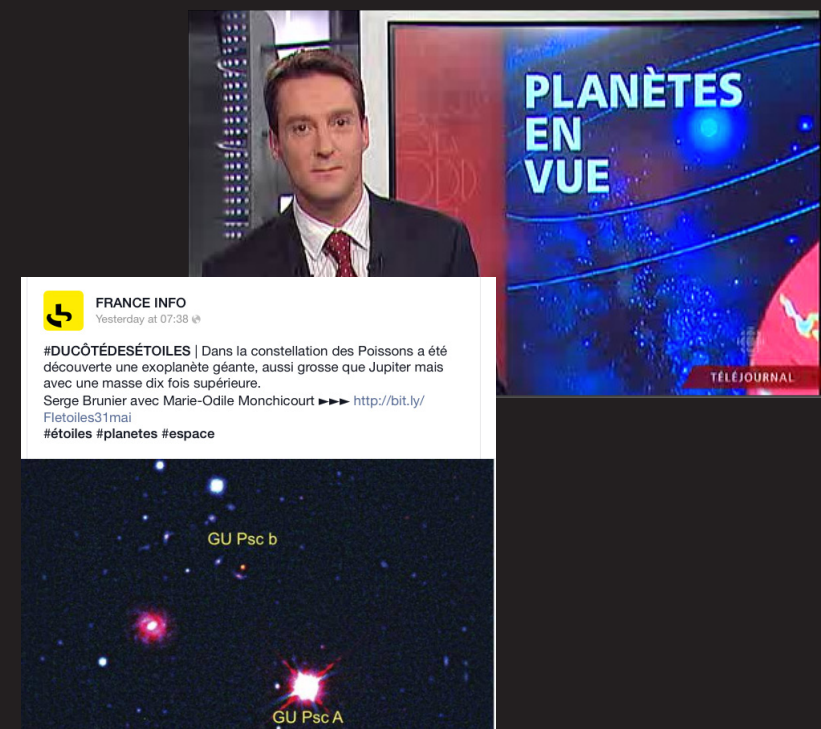 PLANÈTES
EN
VUE
TÉLÉJOURNAL
FRANCE INFO
Yesterday at 07:38
#DUCÔTÉDESÉTOILES | Dans la constellation des Poissons a été
découverte une exoplanète géante, aussi grosse que Jupiter mais
avec une masse dix fois supérieure.
Serge Brunier avec Marie-Odile Monchicourt ►►► http://bit.ly/
FIetoiles31mai
#étoiles #planetes #espace
GU Psc b
GU Psc A